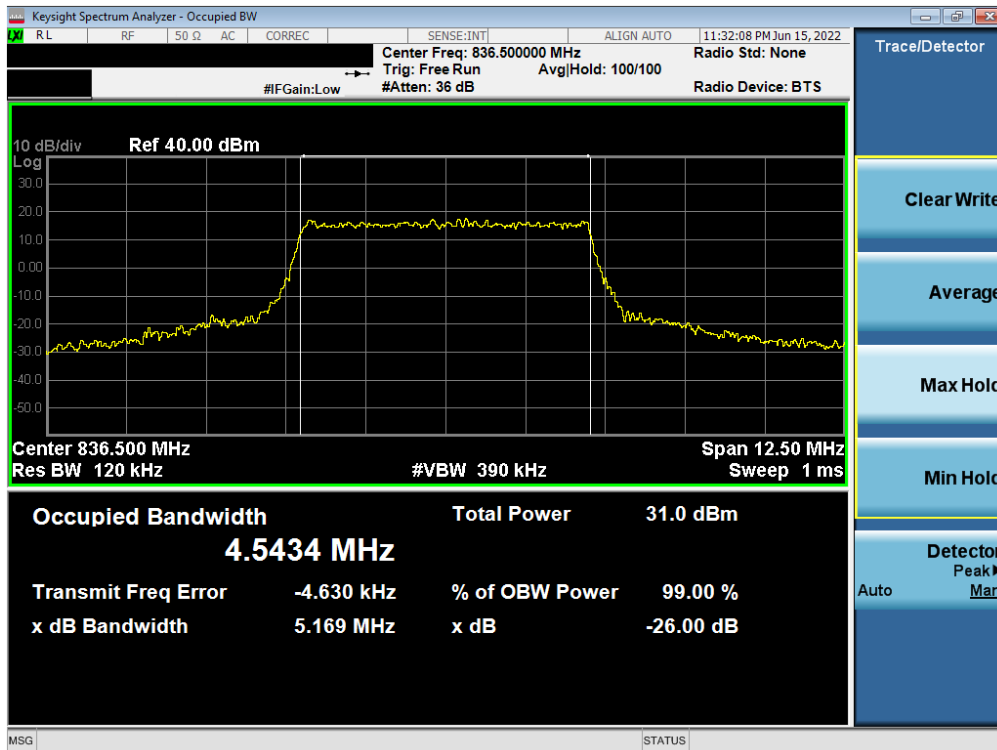 Keysight Spectrum Analyzer - Occupied BW
LXI RL RF 50 Ω AC CORREC SENSE:INT ALIGN AUTO 11:32:08 PM Jun 15, 2022
Center Freq: 836.500000 MHz Radio Std: None
Trig: Free Run Avg|Hold: 100/100
#IFGain:Low #Atten: 36 dB Radio Device: BTS
Trace/Detector
10 dB/div Ref 40.00 dBm
Log
30.0
20.0
10.0
0.00
-10.0
-20.0
-30.0
-40.0
-50.0
Center 836.500 MHz Span 12.50 MHz
Res BW 120 kHz #VBW 390 kHz Sweep 1 ms
Occupied Bandwidth Total Power 31.0 dBm
4.5434 MHz
Transmit Freq Error -4.630 kHz % of OBW Power 99.00 %
x dB Bandwidth 5.169 MHz x dB -26.00 dB
Clear Write
Average
Max Hold
Min Hold
Detector
Peak
Auto Man
MSG STATUS